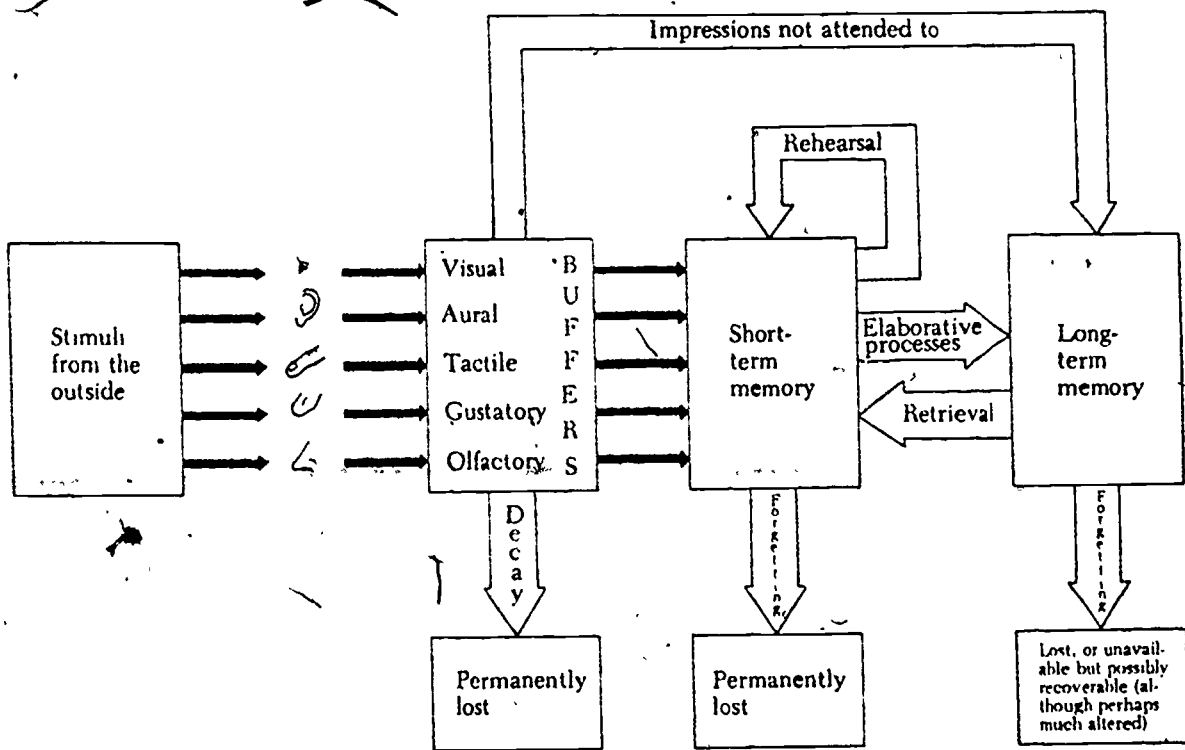 Impressions not attended to
Rehearsal
Stimuli
from the
outside
Visual
Aural
Tactile
Gustatory
Olfactory
BUFFERS
Short-
term
memory
Elaborative
processes
Retrieval
Long-
term
memory
Decay
Forgetting
Forgetting
Permanently
lost
Permanently
lost
Lost, or unavail-
able but possibly
recoverable (al-
though perhaps
much altered)